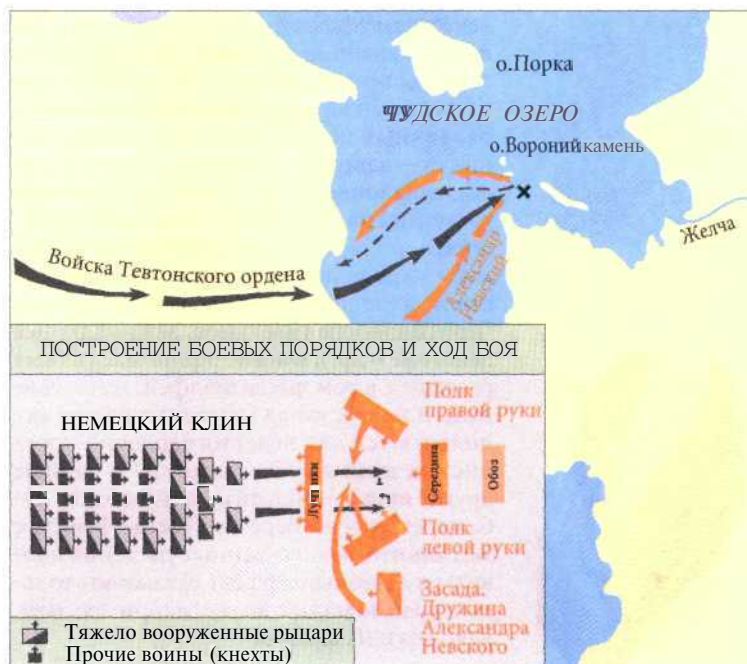 о.Порка
ЧУДСКОЕ ОЗЕРО
о.Вороний камень
Желча
Войска Тевтонского ордена
Александр
Невский
ПОСТРОЕНИЕ БОЕВЫХ ПОРЯДКОВ И ХОД БОЯ
НЕМЕЦКИЙ КЛИН
Полк
правой руки
Лучники
Середина
Обоз
Полк
левой руки
Засада.
Дружина
Александра
Невского
Тяжело вооруженные рыцари
Прочие воины (кнехты)